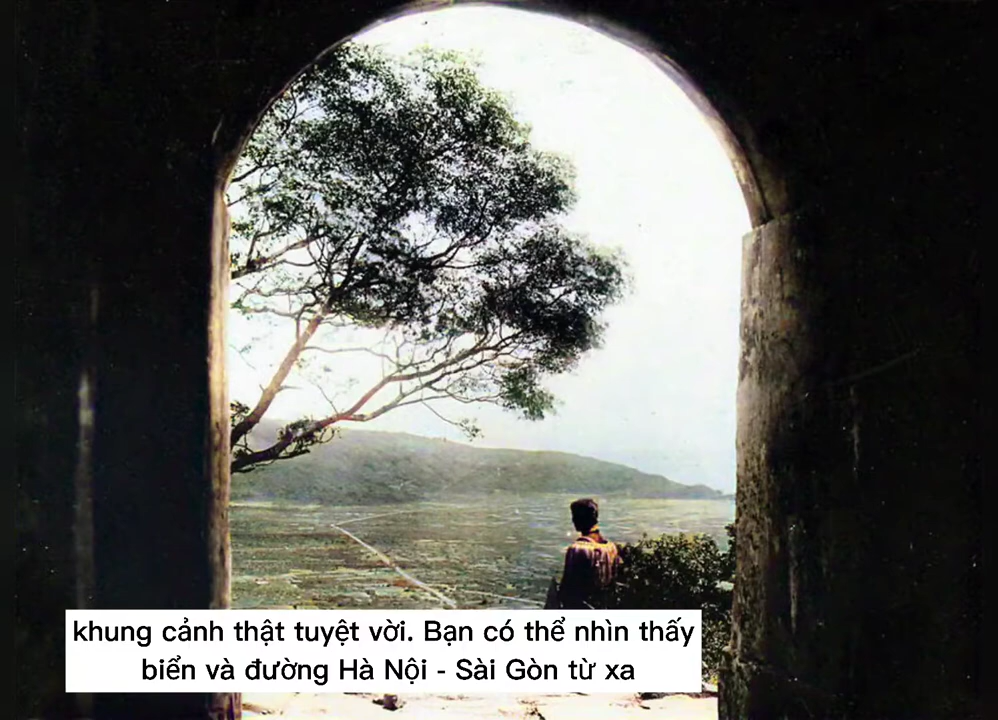 khung cảnh thật tuyệt vời. Bạn có thể nhìn thấy
biển và đường Hà Nội - Sài Gòn từ xa